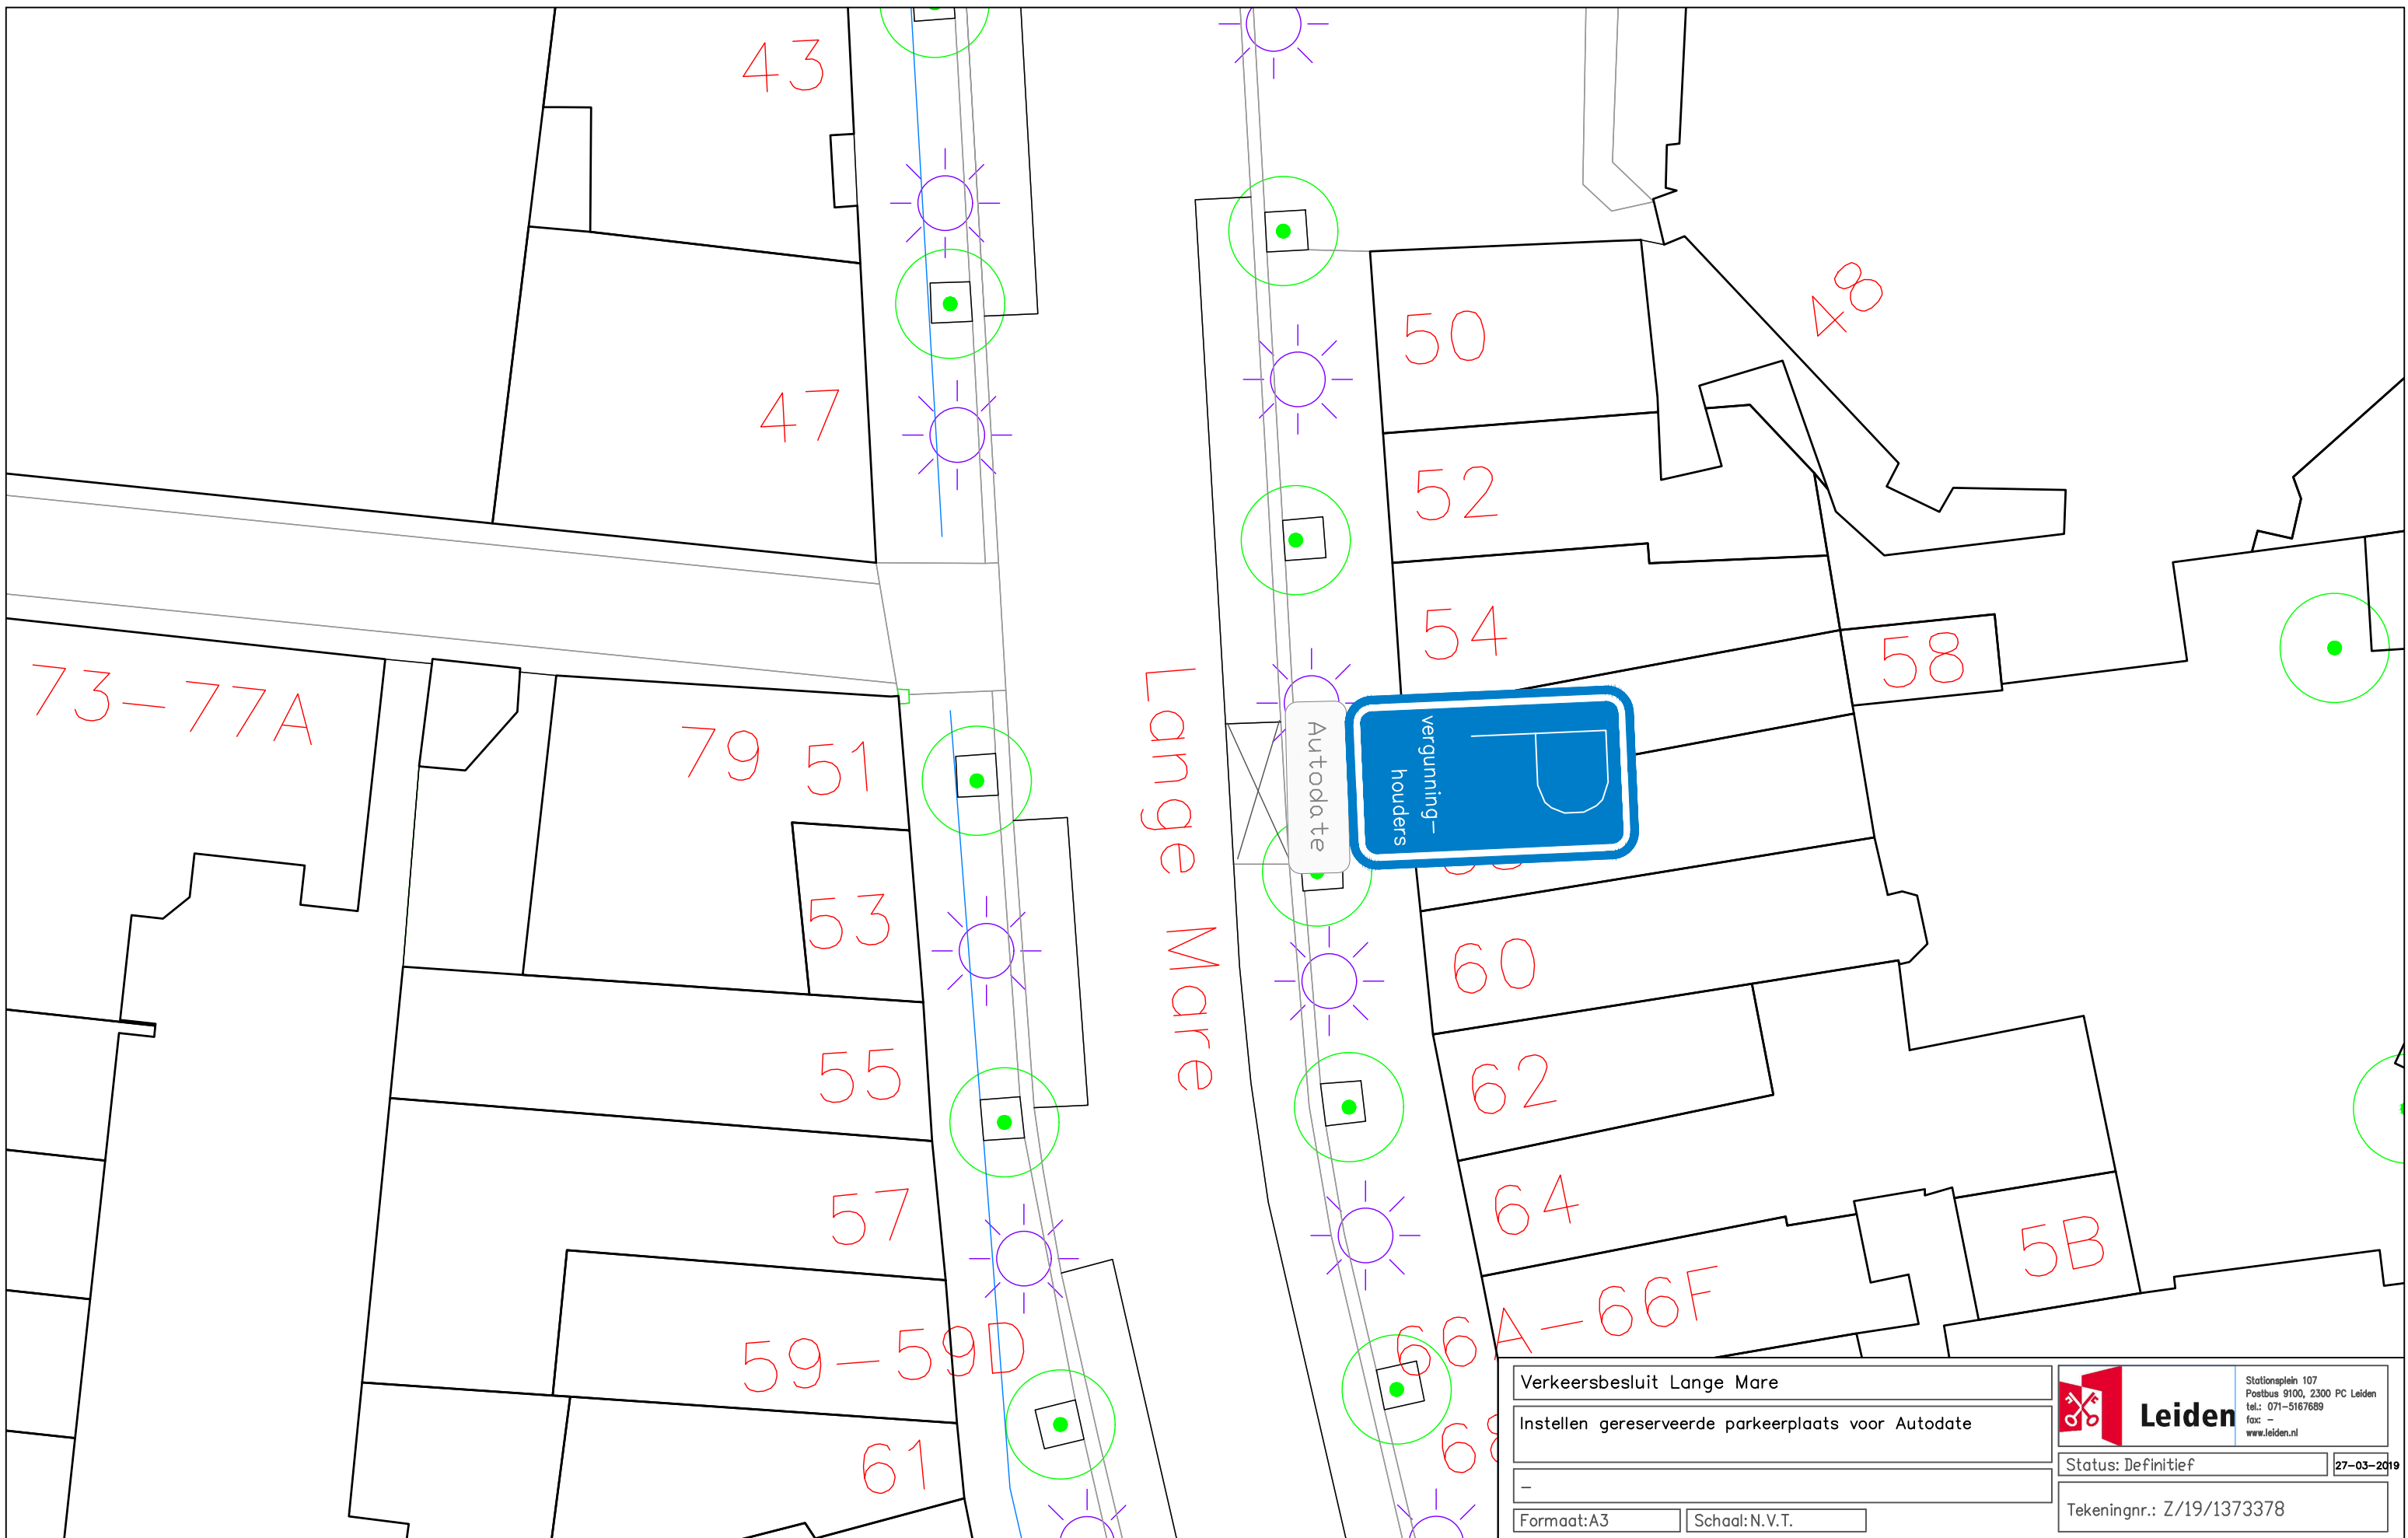 43
47
48
50
52
54
58
73-77A
79
51
Lange Mare
Autodate
vergunning-
houders
P
53
60
55
62
57
64
5B
59-59D
66A-66F
61
Verkeersbesluit Lange Mare
Instellen gereserveerde parkeerplaats voor Autodate
-
Formaat:A3
Schaal:N.V.T.
Leiden
Stationsplein 107
Postbus 9100, 2300 PC Leiden
tel.: 071-5167689
fax: -
www.leiden.nl
Status: Definitief
27-03-2019
Tekeningnr.: Z/19/1373378